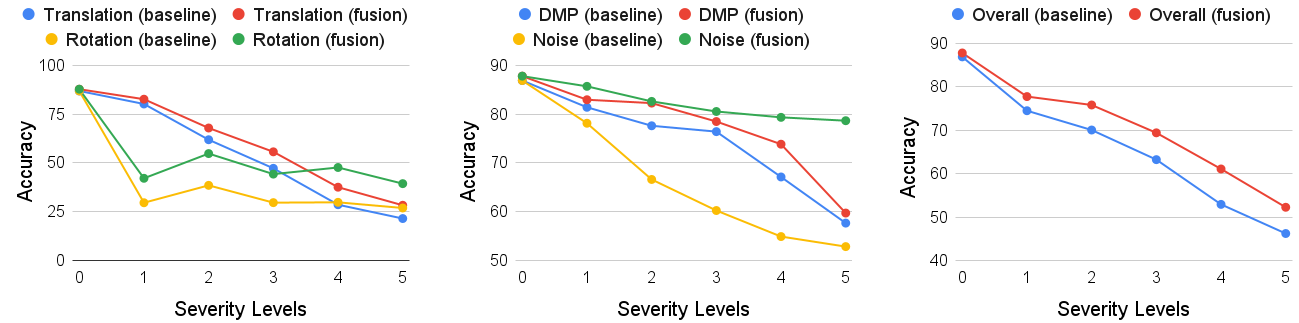 Translation (baseline) Translation (fusion)
Rotation (baseline) Rotation (fusion)
100
75
50
25
0
Accuracy
0 1 2 3 4 5
Severity Levels
DMP (baseline) DMP (fusion)
Noise (baseline) Noise (fusion)
90
80
70
60
50
Accuracy
0 1 2 3 4 5
Severity Levels
Overall (baseline) Overall (fusion)
90
80
70
60
50
40
Accuracy
0 1 2 3 4 5
Severity Levels